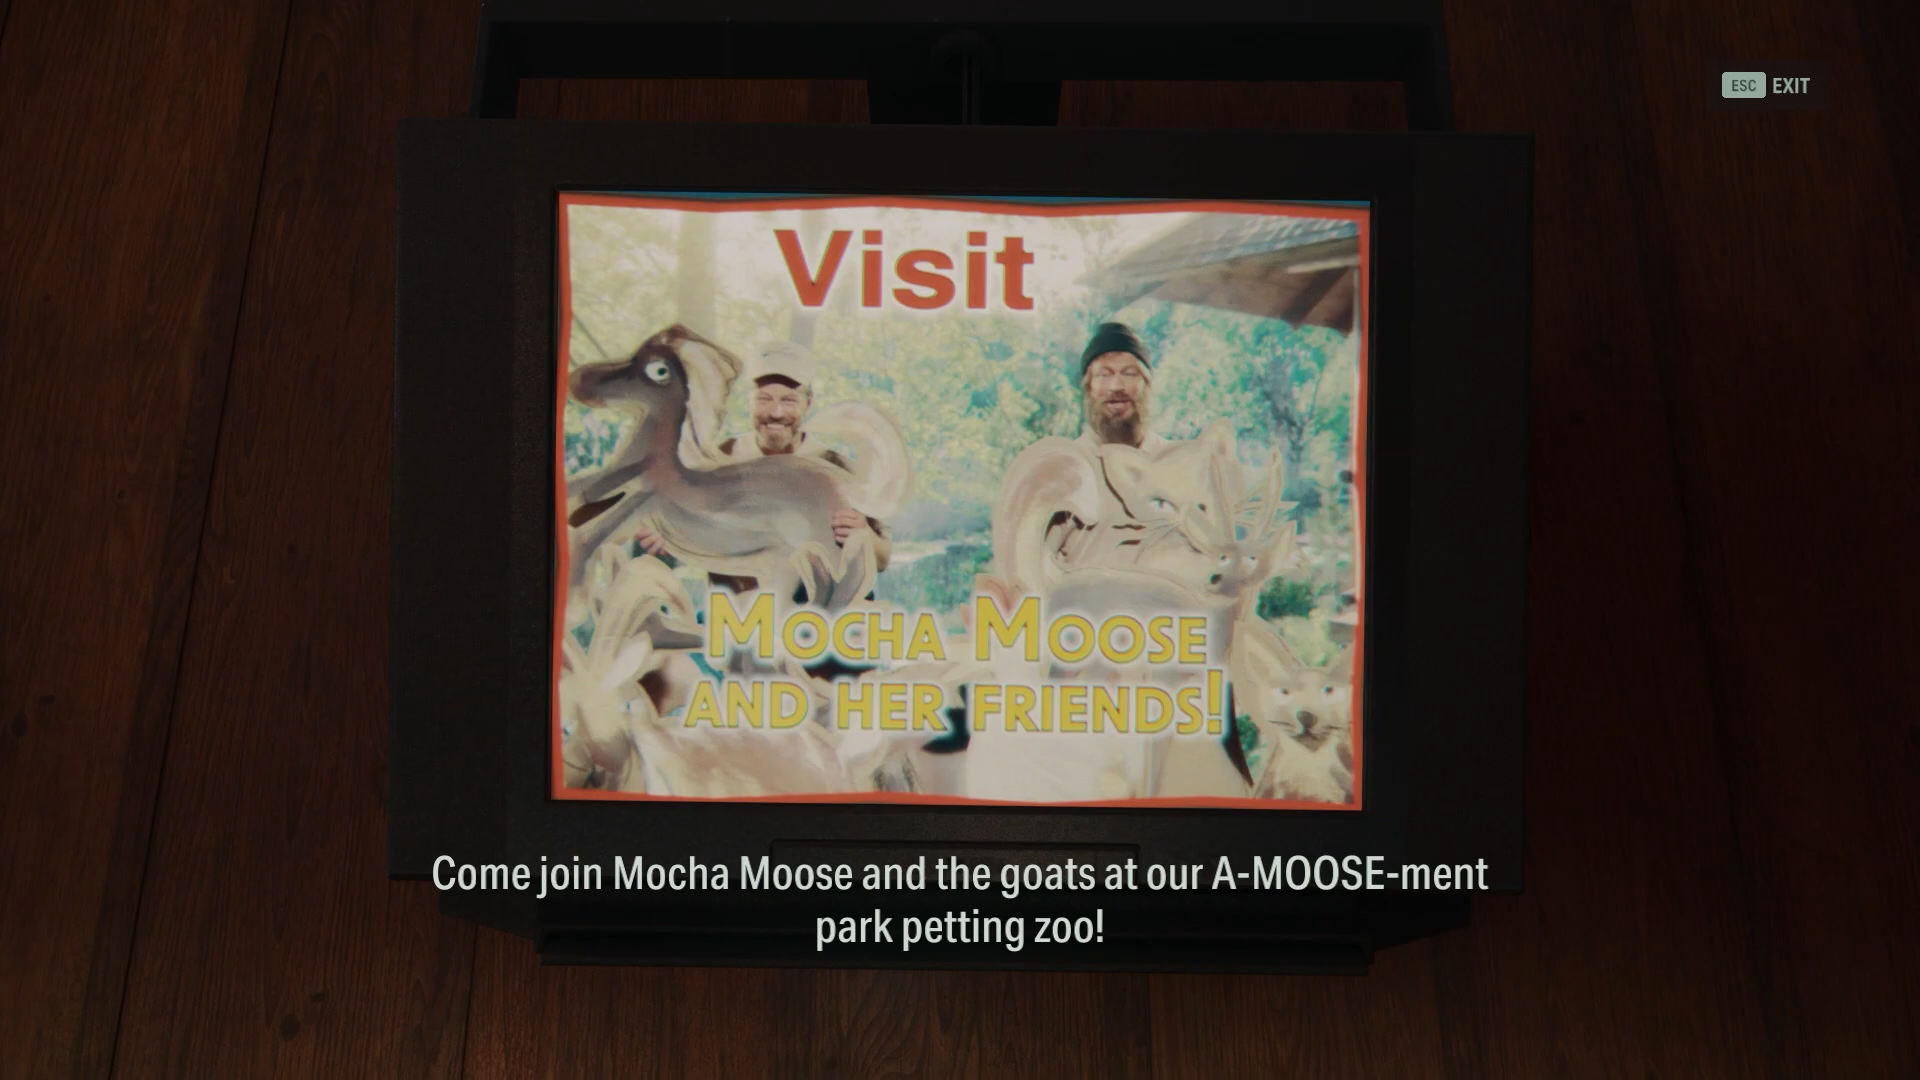 ESC EXIT
Visit
MOCHA MOOSE
AND HER FRIENDS!
Come join Mocha Moose and the goats at our A-MOOSE-ment
park petting zoo!